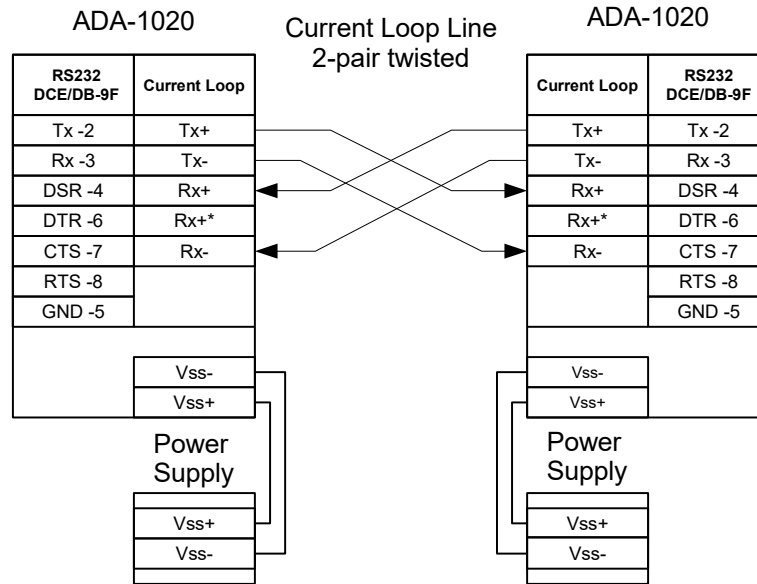 ADA-1020
Current Loop Line
2-pair twisted
ADA-1020
RS232
DCE/DB-9F
Current Loop
Tx -2
Tx+
Rx -3
Tx-
DSR -4
Rx+
DTR -6
Rx+*
CTS -7
Rx-
RTS -8
GND -5
Vss-
Vss+
Power
Supply
Vss+
Vss-
Current Loop
RS232
DCE/DB-9F
Tx+
Tx -2
Tx-
Rx -3
Rx+
DSR -4
Rx+*
DTR -6
Rx-
CTS -7
RTS -8
GND -5
Vss-
Vss+
Power
Supply
Vss+
Vss-